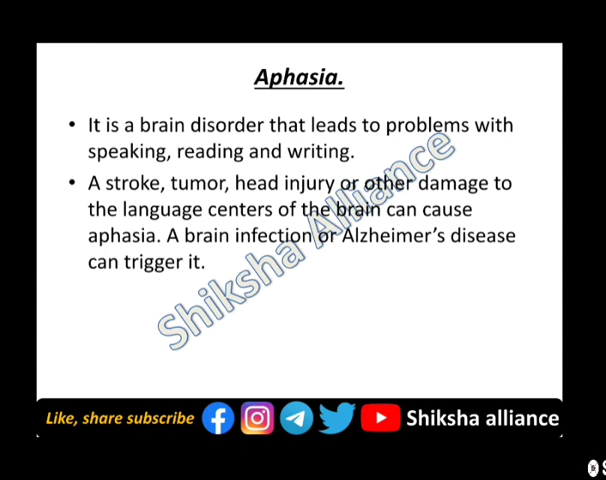 Aphasia.
• It is a brain disorder that leads to problems with
speaking, reading and writing.
• A stroke, tumor, head injury or other damage to
the language centers of the brain can cause
aphasia. A brain infection or Alzheimer's disease
can trigger it.
Shiksha Alliance
Like, share subscribe Shiksha alliance